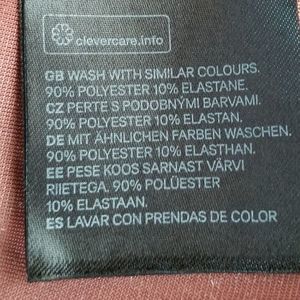 clevercare.info
GB WASH WITH SIMILAR COLOURS.
90% POLYESTER 10% ELASTANE.
CZ PERTE S PODOBNÝMI BARVAMI.
90% POLYESTER 10% ELASTAN.
DE MIT ÄHNLICHEN FARBEN WASCHEN.
90% POLYESTER 10% ELASTHAN.
EE PESE KOOS SARNAST VÄRVI
RIIETEGA. 90% POLÜESTER
10% ELASTAAN.
ES LAVAR CON PRENDAS DE COLOR